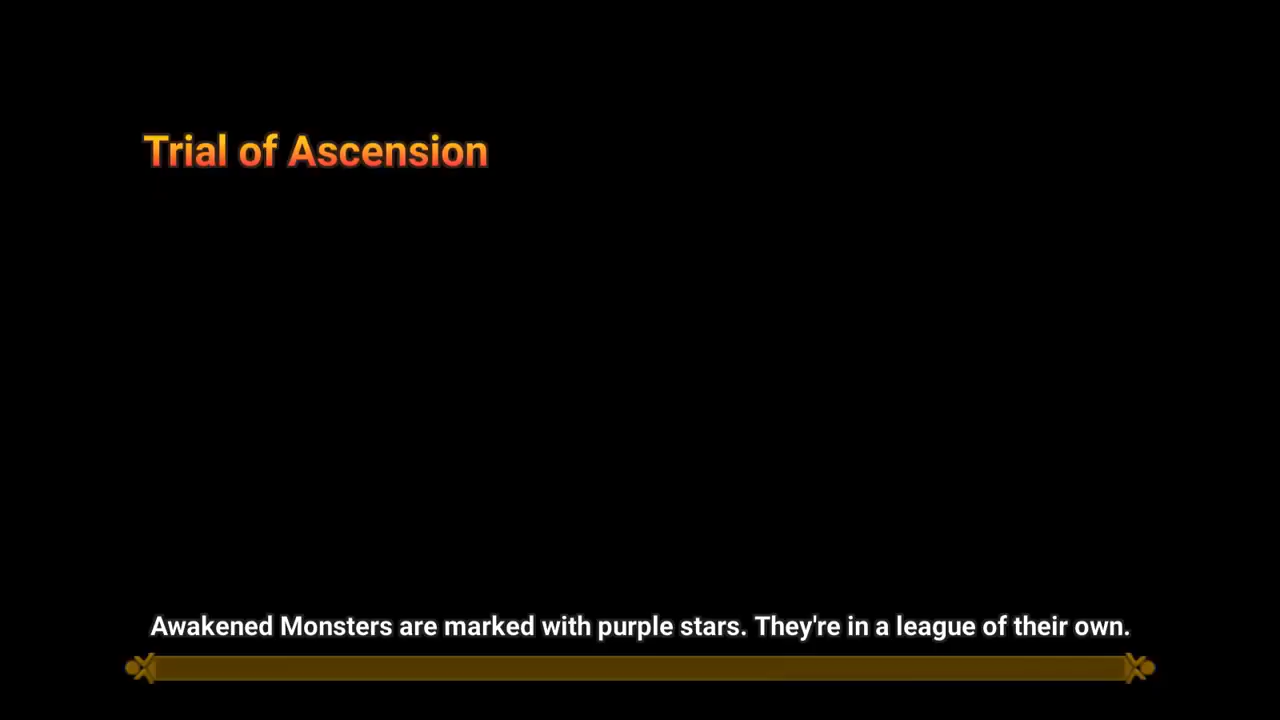 Trial of Ascension
Awakened Monsters are marked with purple stars. They're in a league of their own.